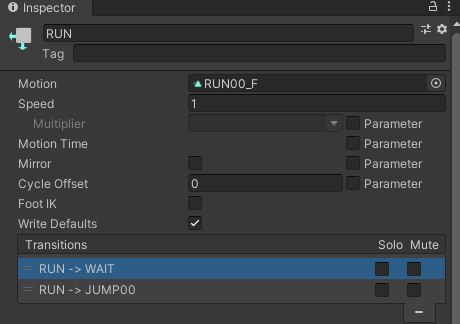 Inspector
RUN
Tag
Motion RUN00_F
Speed 1
Multiplier Parameter
Motion Time Parameter
Mirror Parameter
Cycle Offset 0 Parameter
Foot IK
Write Defaults
Transitions Solo Mute
RUN -> WAIT
RUN -> JUMP00